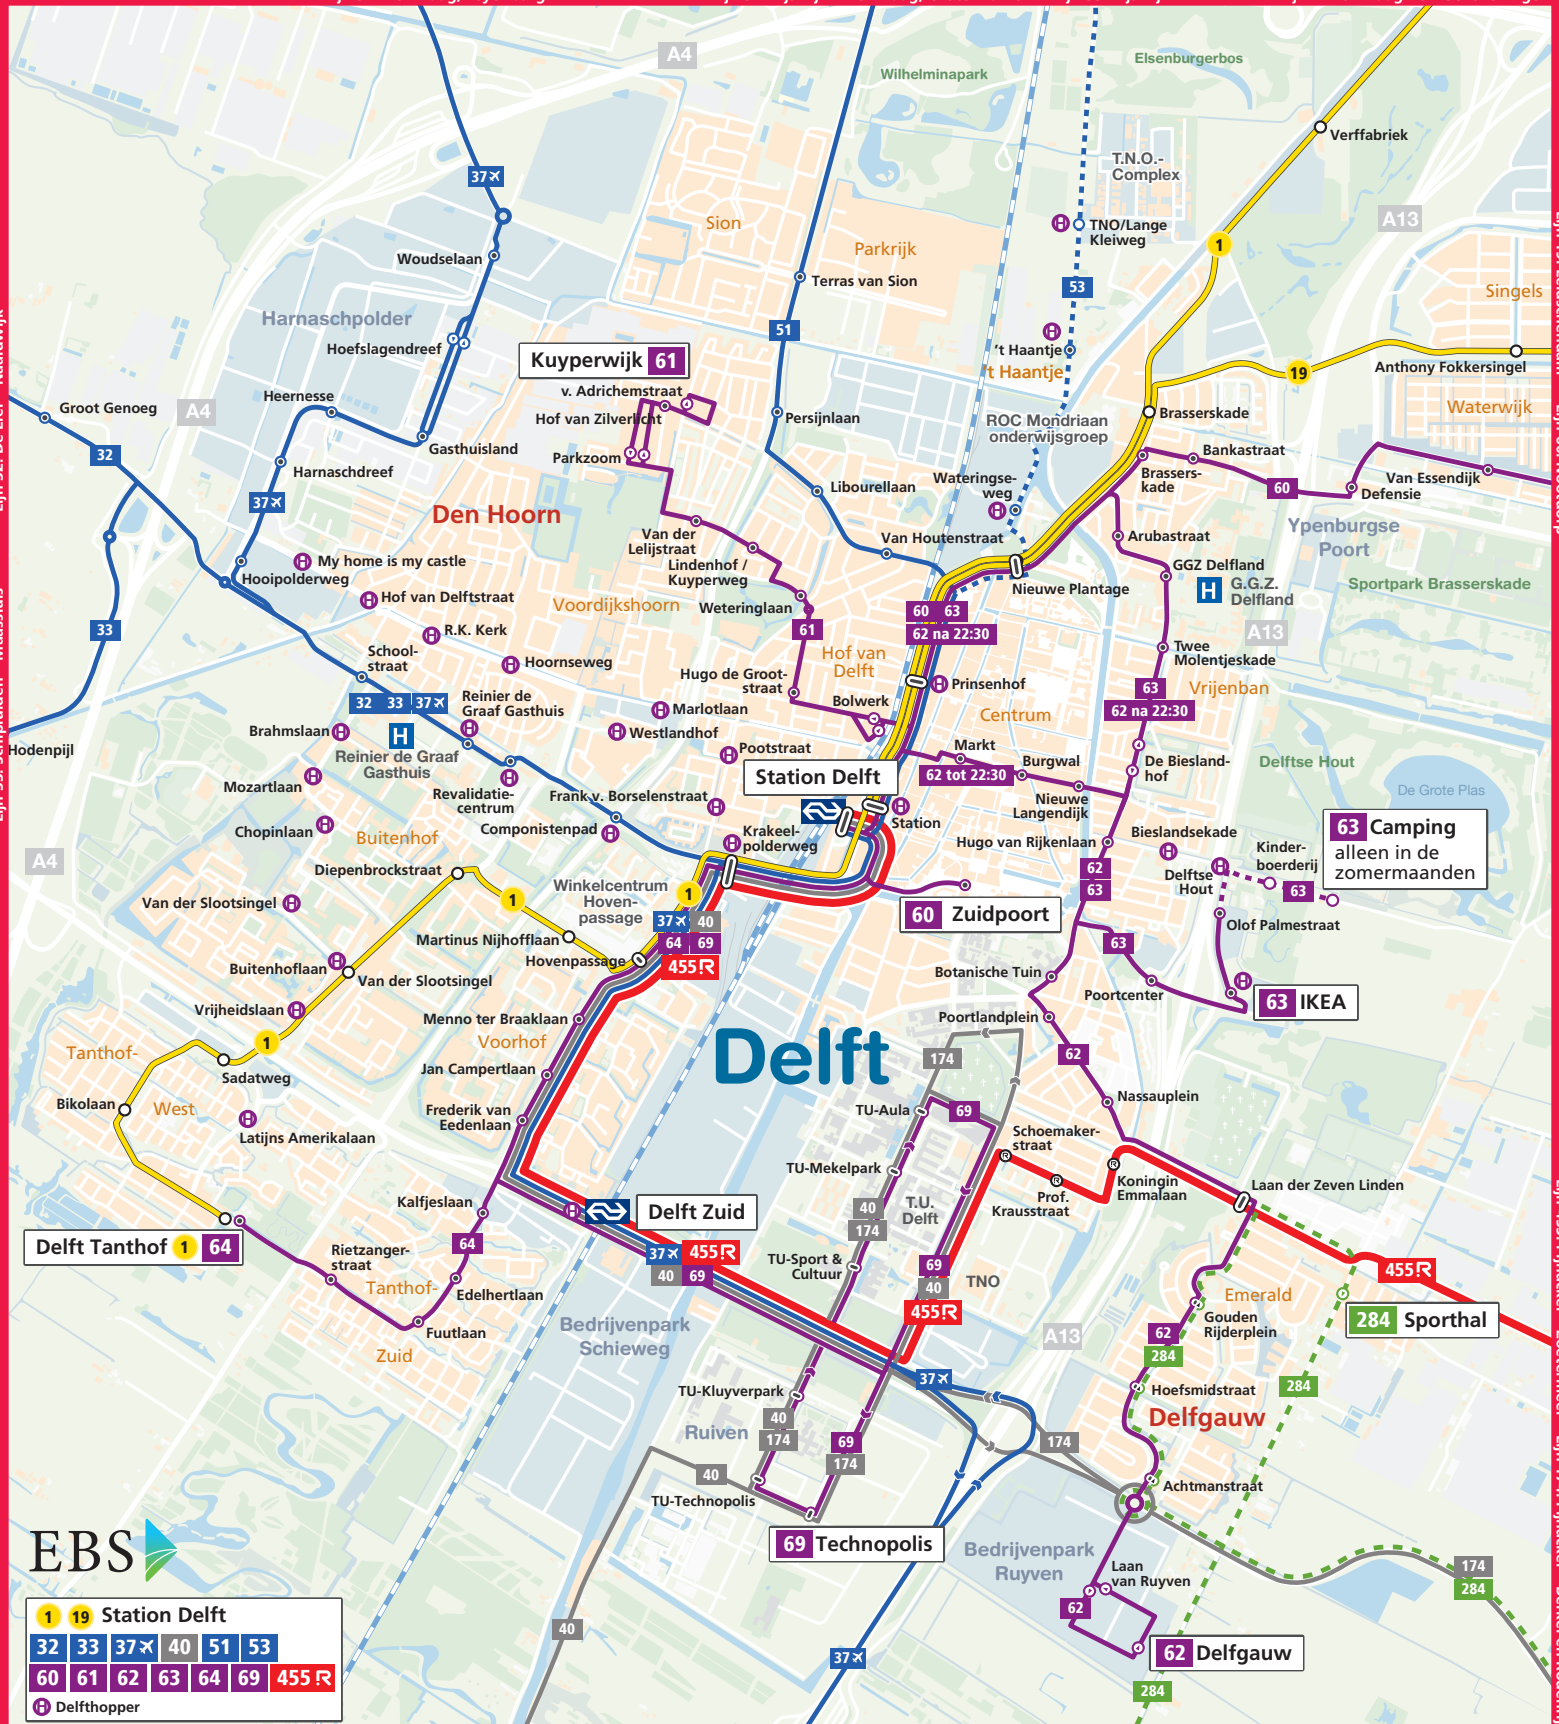 A4
Wilhelminapark
Elsenburgerbos
Verffabriek
T.N.O.-
Complex
37
Sion
Parkrijk
TNO/Lange
Kleiweg
A13
1
Woudselaan
Terras van Sion
53
Singels
Harnaschpolder
51
Hoefslagendreef
Kuyperwijk 61
't Haantje
't Haantje
Anthony Fokkersingel
19
v. Adrichemstraat
Hof van Zilverlicht
Heernesse
Groot Genoeg
A4
Persijnlaan
ROC Mondriaan
onderwijsgroep
Brasserskade
Waterwijk
Gasthuisland
Parkzoom
Bankastraat
32
Harnaschdreef
Brassers-
kade
Van Essendijk
Wateringse-
weg
Libourellaan
60
Defensie
37
Den Hoorn
Van der
Lelijstraat
Van Houtenstraat
Arubastraat
Ypenburgse
Poort
My home is my castle
Lindenhof /
Kuyperweg
GGZ Delfland
H
G.G.Z.
Delfland
Hooipolderweg
Nieuwe Plantage
Sportpark Brasserskade
Hof van Delftstraat
Voordijkshoorn
Weteringlaan
60 63
62 na 22:30
33
R.K. Kerk
61
A13
School-
straat
Hoornseweg
Hof van
Delft
Twee
Molentjeskade
Hugo de Groot-
straat
Prinsenhof
63
62 na 22:30
Vrijenban
32 33 37
Reinier de
Graaf Gasthuis
Marlotlaan
Bolwerk
Centrum
Brahmslaan
H
Westlandhof
Hodenpijl
Reinier de Graaf
Gasthuis
Pootstraat
Markt
Burgwal
De Biesland-
hof
Delftse Hout
Mozartlaan
Station Delft
62 tot 22:30
De Grote Plas
Revalidatie-
centrum
Frank v. Borselenstraat
Nieuwe
Langendijk
Chopinlaan
Componistenpad
Station
Bieslandsekade
63 Camping
alleen in de
zomermaanden
Buitenhof
Krakeel-
polderweg
Hugo van Rijkenlaan
Kinder-
boerderij
A4
Diepenbrockstraat
62
63
Delftse
Hout
63
Winkelcentrum
Hoven-
passage
1
1
Van der Slootsingel
60 Zuidpoort
Olof Palmestraat
37 40
64 69
455R
Martinus Nijhofflaan
Hovenpassage
63
Buitenhoflaan
Van der Slootsingel
Botanische Tuin
Poortcenter
63 IKEA
Vrijheidslaan
Menno ter Braaklaan
Poortlandplein
Voorhof
Delft
1
Tanthof-
174
62
Sadatweg
Jan Campertlaan
Bikolaan
West
Frederik van
Eedenlaan
TU-Aula
69
Nassauplein
Latijns Amerikalaan
Schoemaker-
straat
TU-Mekelpark
Koningin
Emmalaan
Laan der Zeven Linden
Kalfjeslaan
Delft Zuid
40
174
T.U.
Delft
Prof.
Krausstraat
Delft Tanthof 1 64
64
37 455R
40 69
TU-Sport &
Cultuur
69
40
455R
TNO
455R
Rietzanger-
straat
Tanthof-
Edelhertlaan
Emerald
284 Sporthal
Fuutlaan
Bedrijvenpark
Schieweg
A13
Gouden
Rijderplein
62
284
Zuid
37
TU-Kluyverpark
Hoefsmidstraat
284
40
174
Delfgauw
Ruiven
69
174
174
40
Achtmanstraat
TU-Technopolis
69 Technopolis
Bedrijvenpark
Ruyven
Laan
van Ruyven
174
284
EBS
62
1 19 Station Delft
40
32 33 37 40 51 53
62 Delfgauw
37
60 61 62 63 64 69 455R
284
Delfthopper